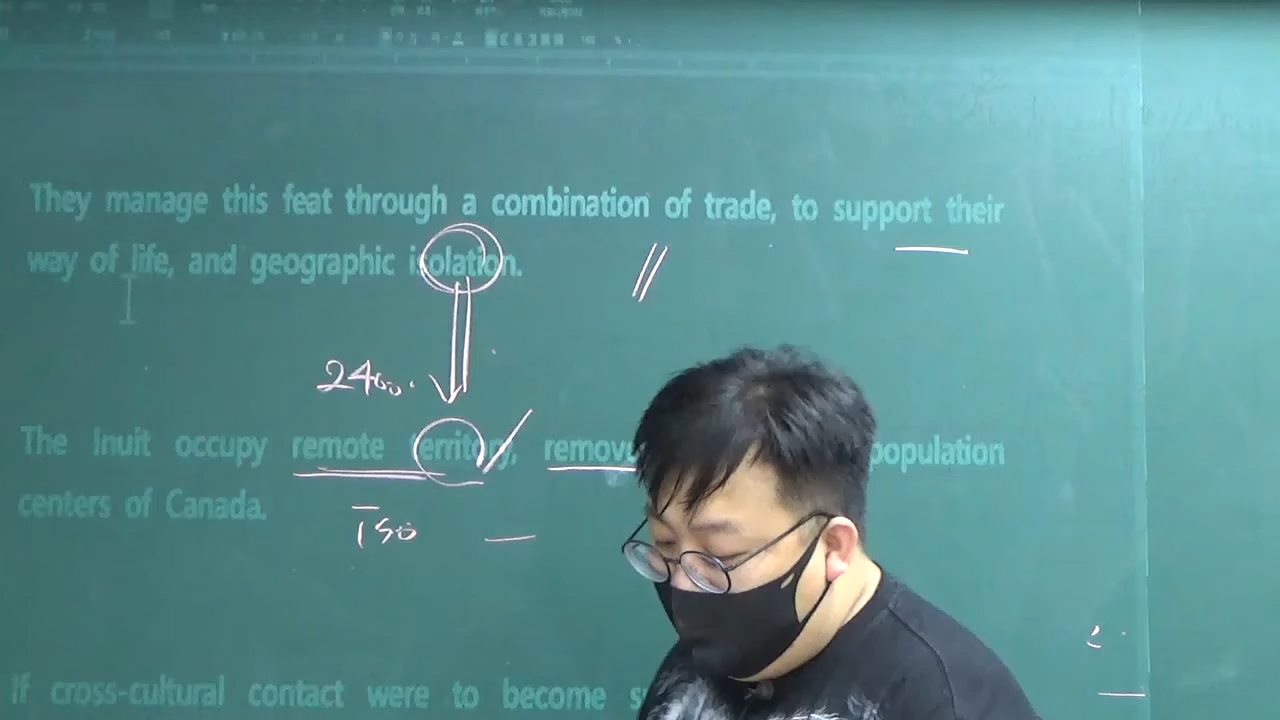 They manage this feat through a combination of trade, to support their
way of life, and geographic isolation.
2400.
The Inuit occupy remote territory, population
centers of Canada.
150
If cross-cultural contact were to become